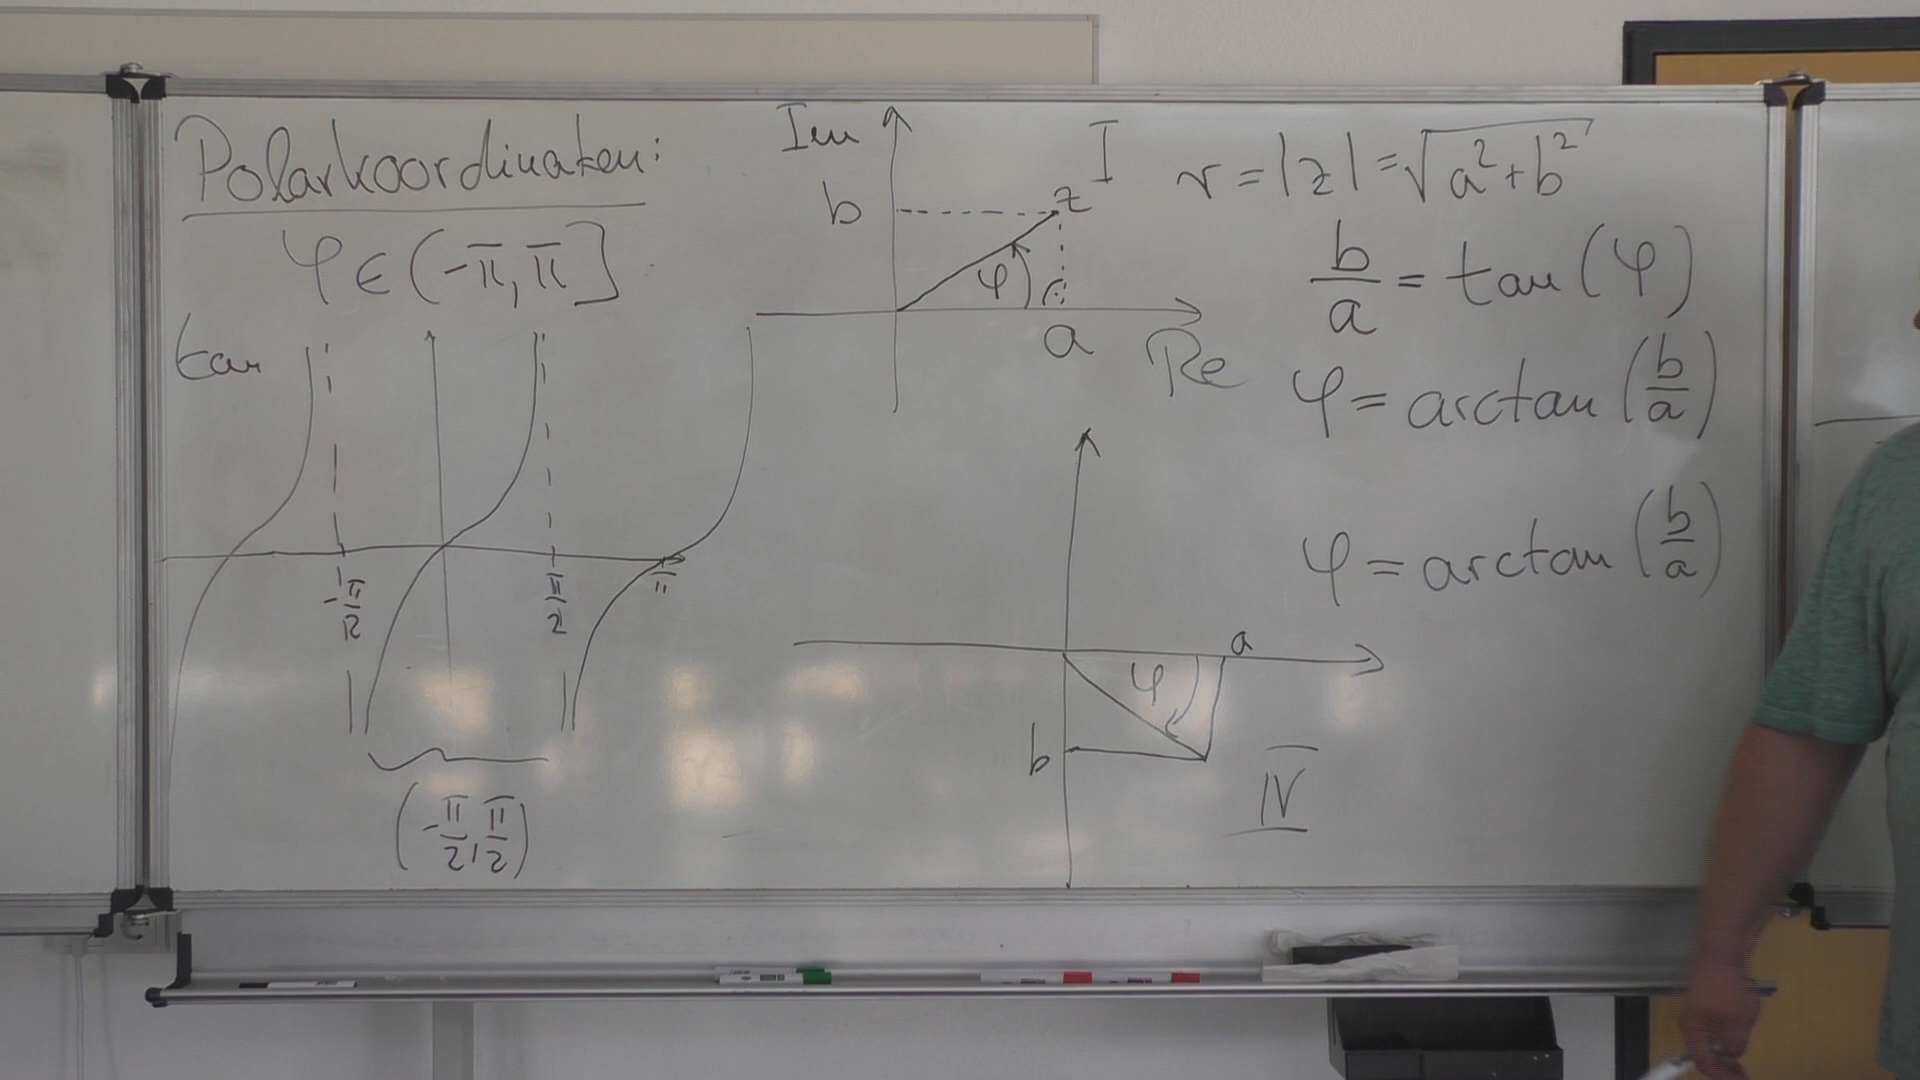 Polarkoordinaten:
φ ∈ (-π, π]
tan
-π/2
π/2
π
(-π/2, π/2)
Im
I
b
z
φ
a
Re
r = |z| = √(a² + b²)
b/a = tan(φ)
φ = arctan(b/a)
φ = arctan(b/a)
a
φ
b
IV